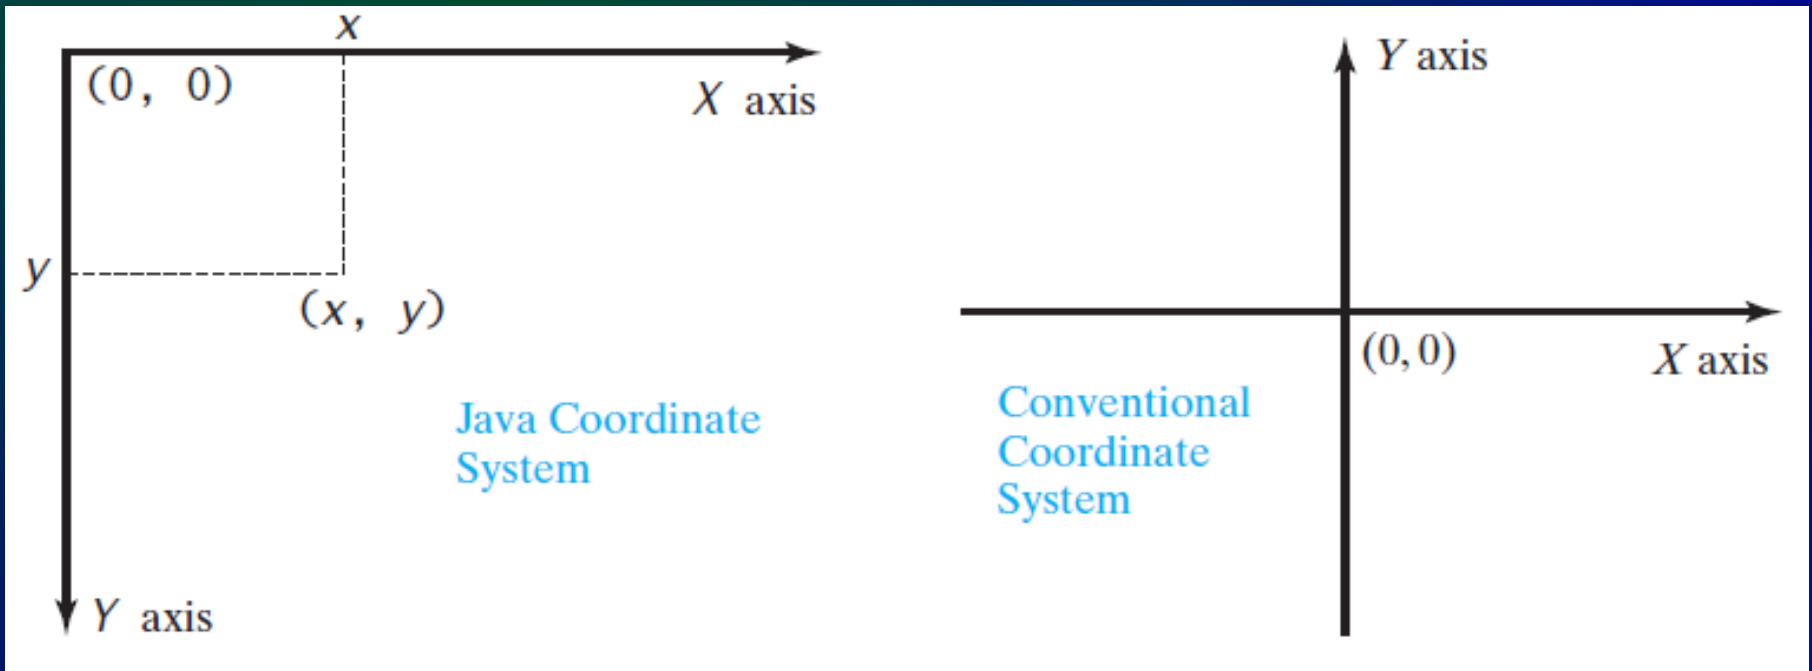 x
(0, 0)
X axis
y
(x, y)
Java Coordinate
System
Y axis
Y axis
(0, 0)
X axis
Conventional
Coordinate
System